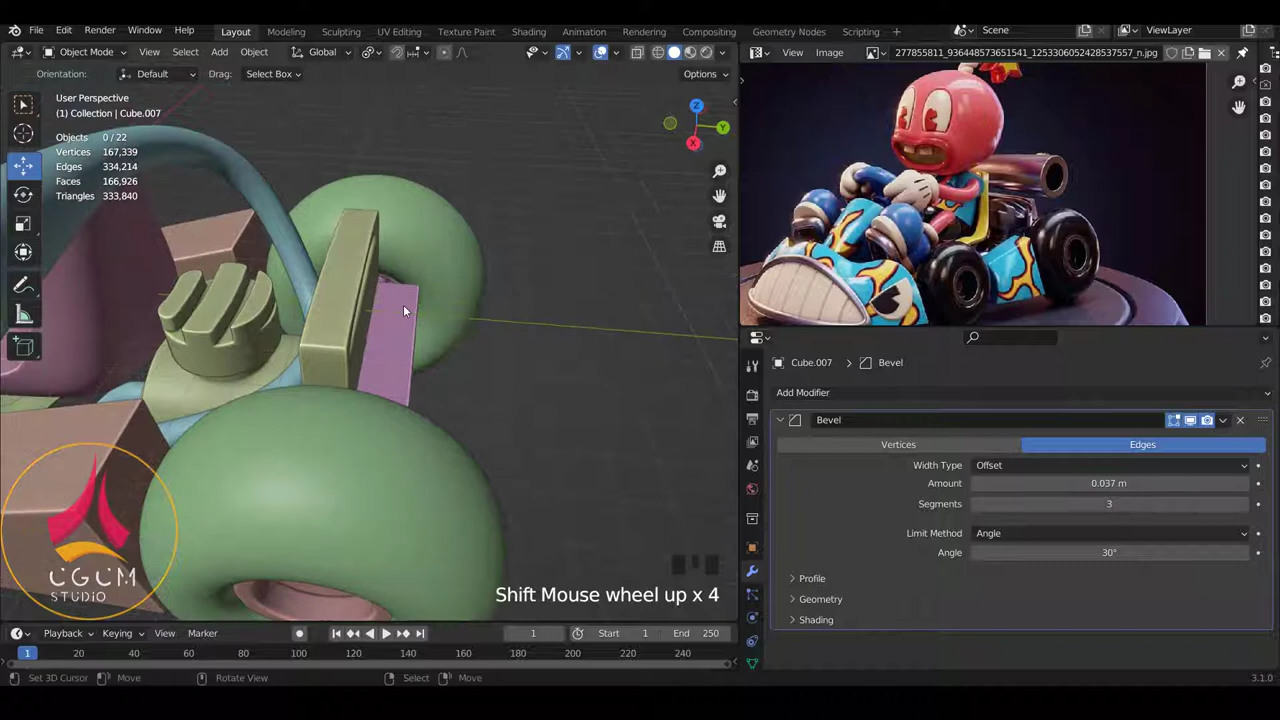 File Edit Render Window Help Layout Modeling Sculpting UV Editing Texture Paint Shading Animation Rendering Compositing Geometry Nodes Scripting Scene ViewLayer
Object Mode View Select Add Object Global Options
View Image 277855811_936448573651541_1253306052428537557_n.jpg
Orientation: Default Drag: Select Box
User Perspective
(1) Collection | Cube.007
Objects 0 / 22
Vertices 167,339
Edges 334,214
Faces 166,926
Triangles 333,840
Z
Y
X
Cube.007 > Bevel
Add Modifier
Bevel
Vertices Edges
Width Type Offset
Amount 0.037 m
Segments 3
Limit Method Angle
Angle 30°
Profile
Geometry
Shading
CGCM
STUDIO
Shift Mouse wheel up x 4
Playback Keying View Marker 1 Start 1 End 250
1 20 40 60 80 100 120 140 160 180 200 220 240
Set 3D Cursor Move Rotate View Select Move 3.1.0